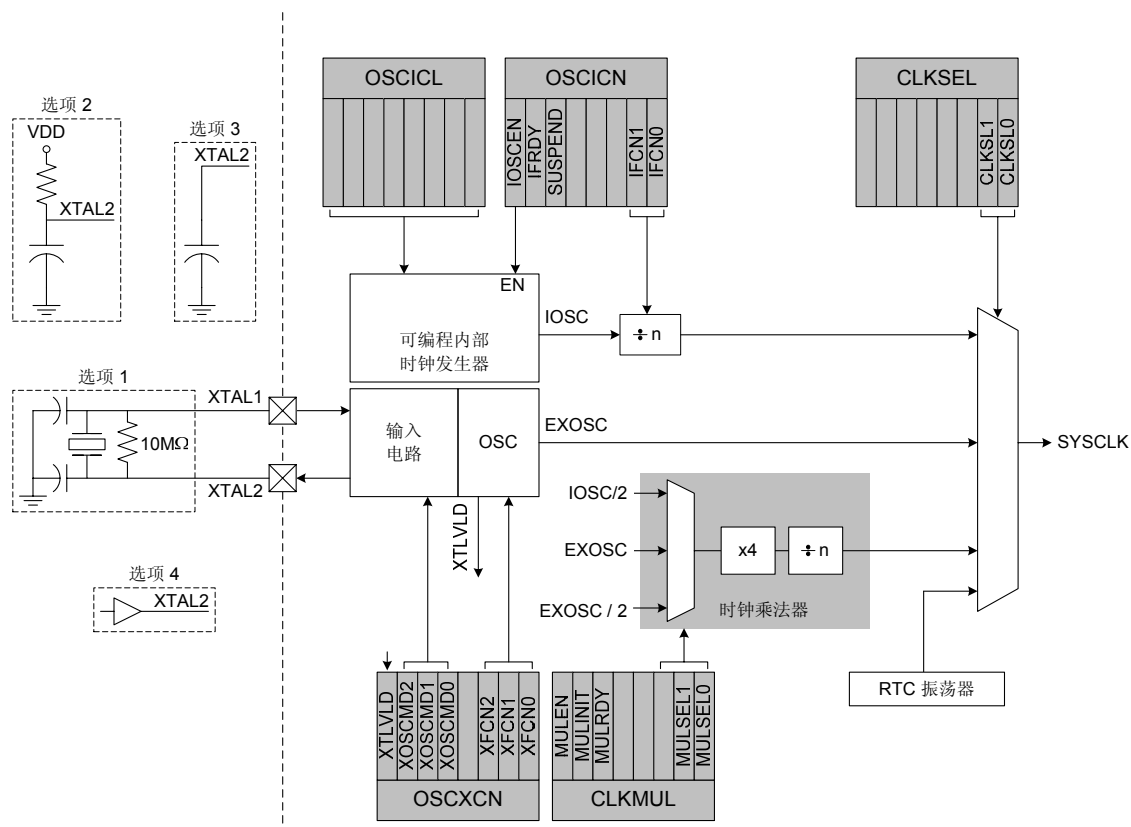 OSCICL
OSCICN
CLKSEL
IOSCEN
IFRDY
SUSPEND
IFCN1
IFCN0
CLKSL1
CLKSL0
选项 2
VDD
XTAL2
选项 3
XTAL2
EN
可编程内部
时钟发生器
IOSC
÷ n
选项 1
XTAL1
10MΩ
XTAL2
输入
电路
OSC
EXOSC
SYSCLK
XTLVLD
IOSC/2
EXOSC
EXOSC / 2
x4
÷ n
时钟乘法器
选项 4
XTAL2
RTC 振荡器
XTLVLD
XOSCMD2
XOSCMD1
XOSCMD0
XFCN2
XFCN1
XFCN0
OSCXCN
MULEN
MULINIT
MULRDY
MULSEL1
MULSEL0
CLKMUL